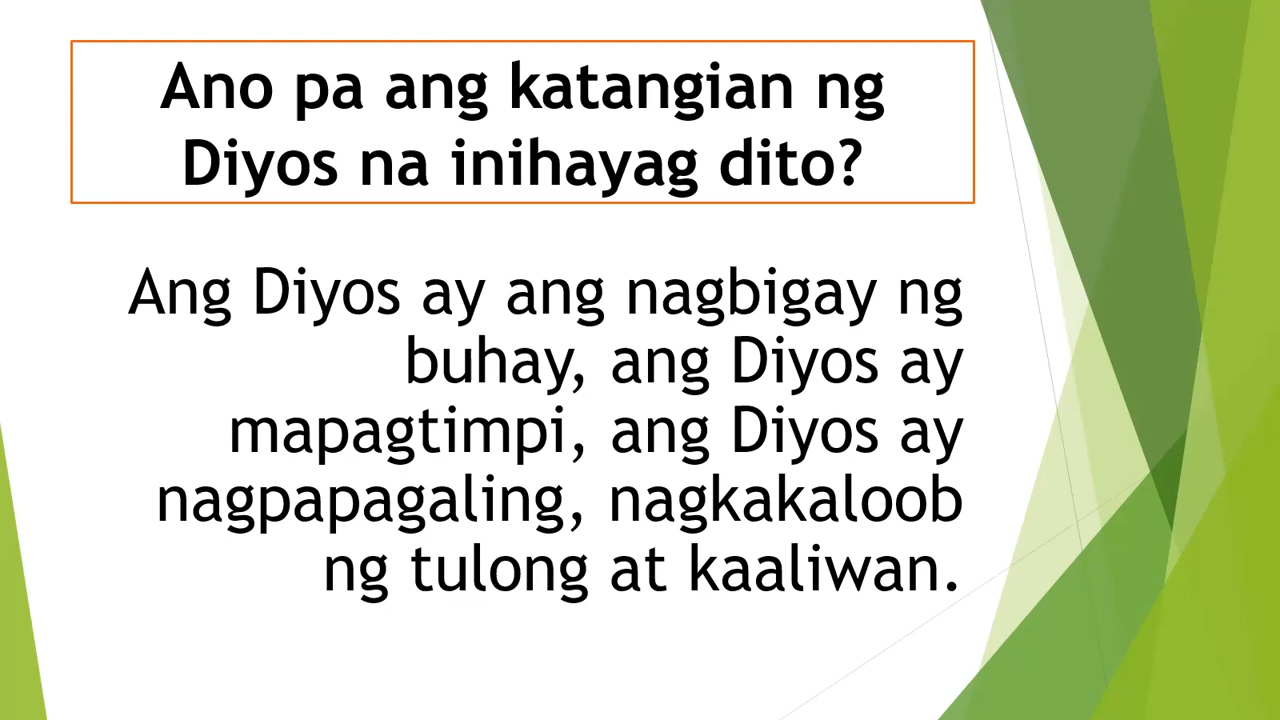 Ano pa ang katangian ng
Diyos na inihayag dito?
Ang Diyos ay ang nagbigay ng
buhay, ang Diyos ay
mapagtimpi, ang Diyos ay
nagpapagaling, nagkakaloob
ng tulong at kaaliwan.